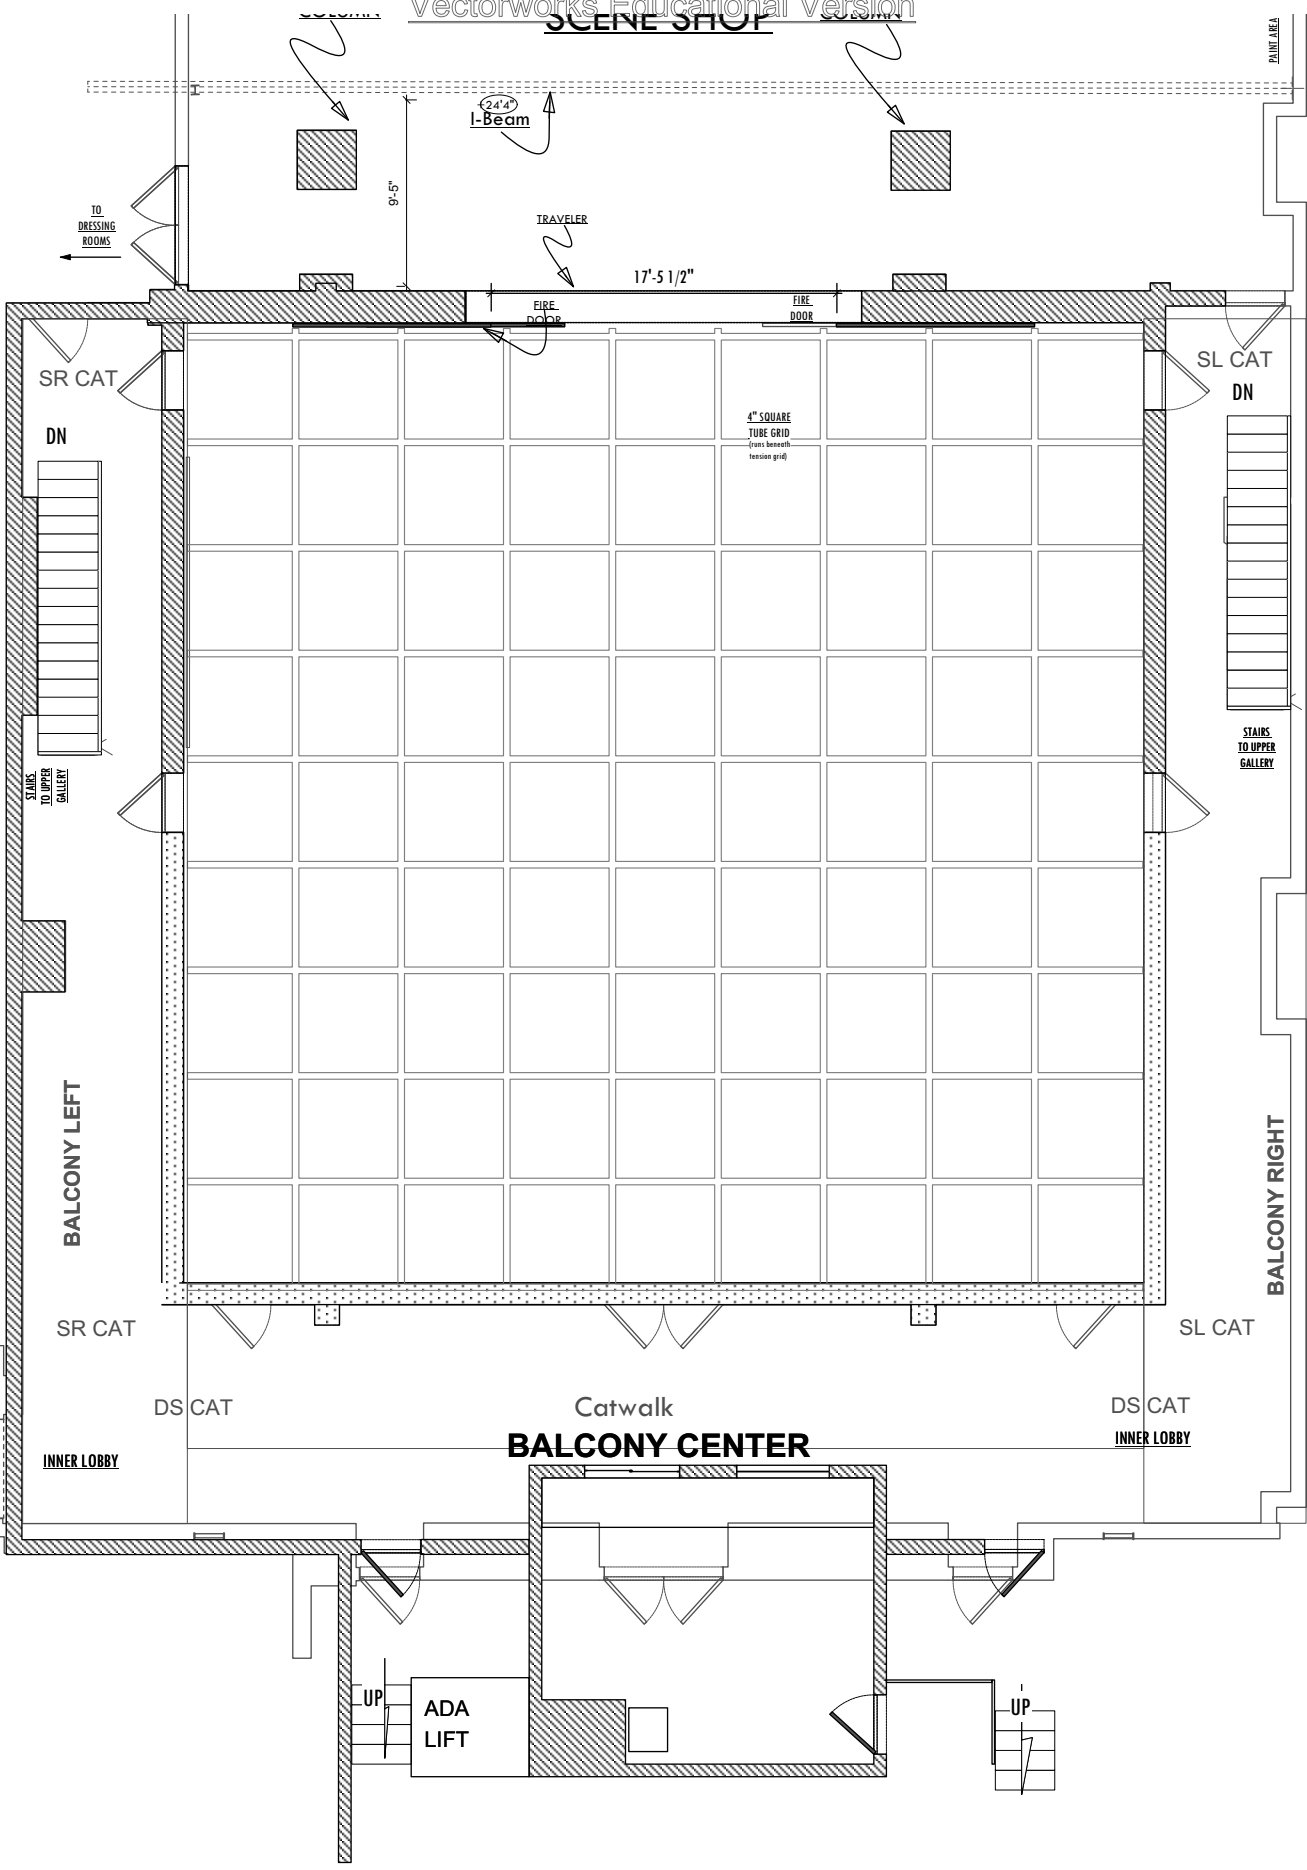 Vectorworks Educational Version
COLUMN
SCENE SHOP
COLUMN
PAINT AREA
+24'4"
I-Beam
9'-5"
TO
DRESSING
ROOMS
TRAVELER
17'-5 1/2"
FIRE
DOOR
FIRE
DOOR
SR CAT
SL CAT
DN
DN
4" SQUARE
TUBE GRID
(runs beneath
tension grid)
STAIRS
TO UPPER
GALLERY
STAIRS
TO UPPER
GALLERY
BALCONY LEFT
BALCONY RIGHT
SR CAT
SL CAT
DS CAT
Catwalk
DS CAT
BALCONY CENTER
INNER LOBBY
INNER LOBBY
UP
ADA
LIFT
UP